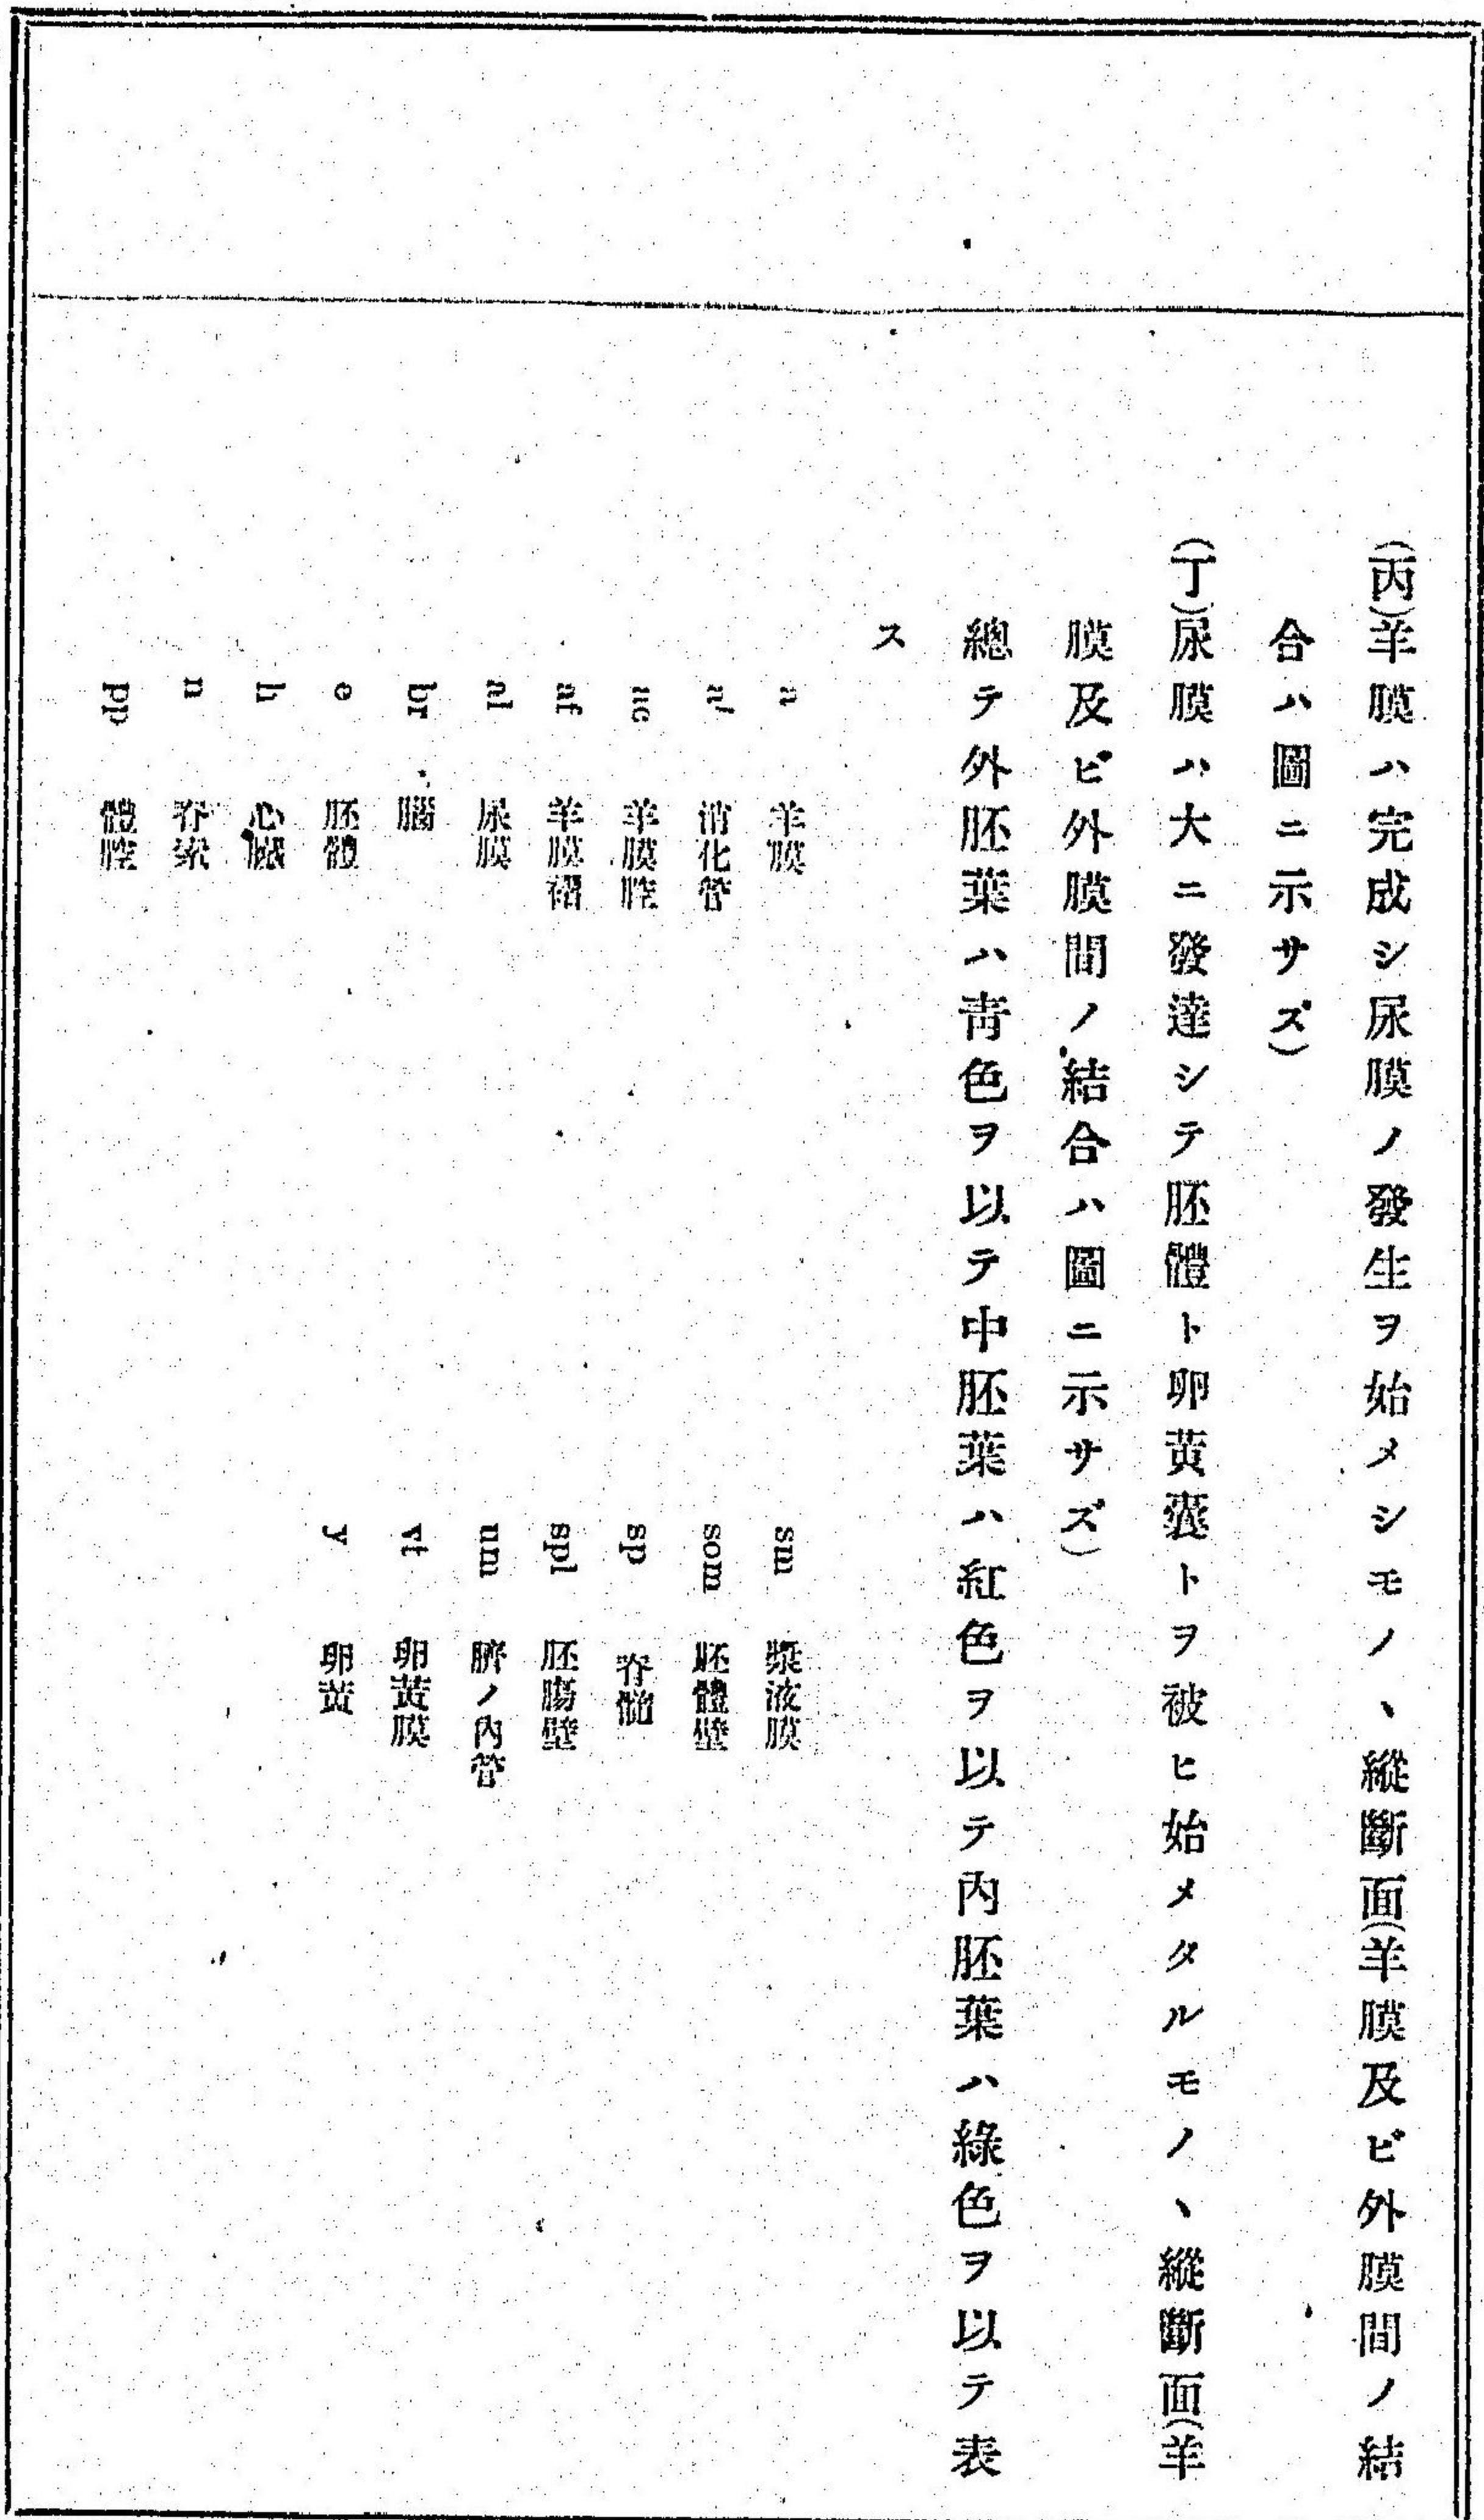 (丙)羊膜ハ完成シ尿膜ノ發生ヲ始メシモノヽ縱斷面(羊膜及ビ外膜間ノ結
合ハ圖ニ示サズ)
(丁)尿膜ハ大ニ發達シテ胚體ト卵黄囊トヲ被ヒ始メタルモノヽ縱斷面(羊
膜及ビ外膜間ノ結合ハ圖ニ示サズ)
總テ外胚葉ハ靑色ヲ以テ中胚葉ハ紅色ヲ以テ內胚葉ハ綠色ヲ以テ表
ス
a 羊膜
a' 消化管
ac 羊膜腔
af 羊膜褶
al 尿膜
br 腦
e 胚體
h 心臟
n 脊索
pp 體腔
sm 漿液膜
som 胚體壁
sp 脊髓
spl 胚腸壁
um 臍ノ內管
vt 卵黄膜
y 卵黄